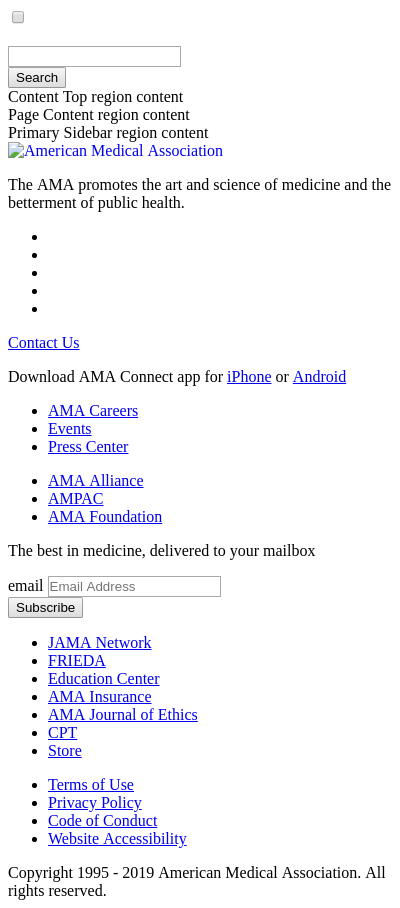 Search
Content Top region content
Page Content region content
Primary Sidebar region content
American Medical Association
The AMA promotes the art and science of medicine and the
betterment of public health.
Contact Us
Download AMA Connect app for iPhone or Android
AMA Careers
Events
Press Center
AMA Alliance
AMPAC
AMA Foundation
The best in medicine, delivered to your mailbox
email Email Address
Subscribe
JAMA Network
FRIEDA
Education Center
AMA Insurance
AMA Journal of Ethics
CPT
Store
Terms of Use
Privacy Policy
Code of Conduct
Website Accessibility
Copyright 1995 - 2019 American Medical Association. All
rights reserved.